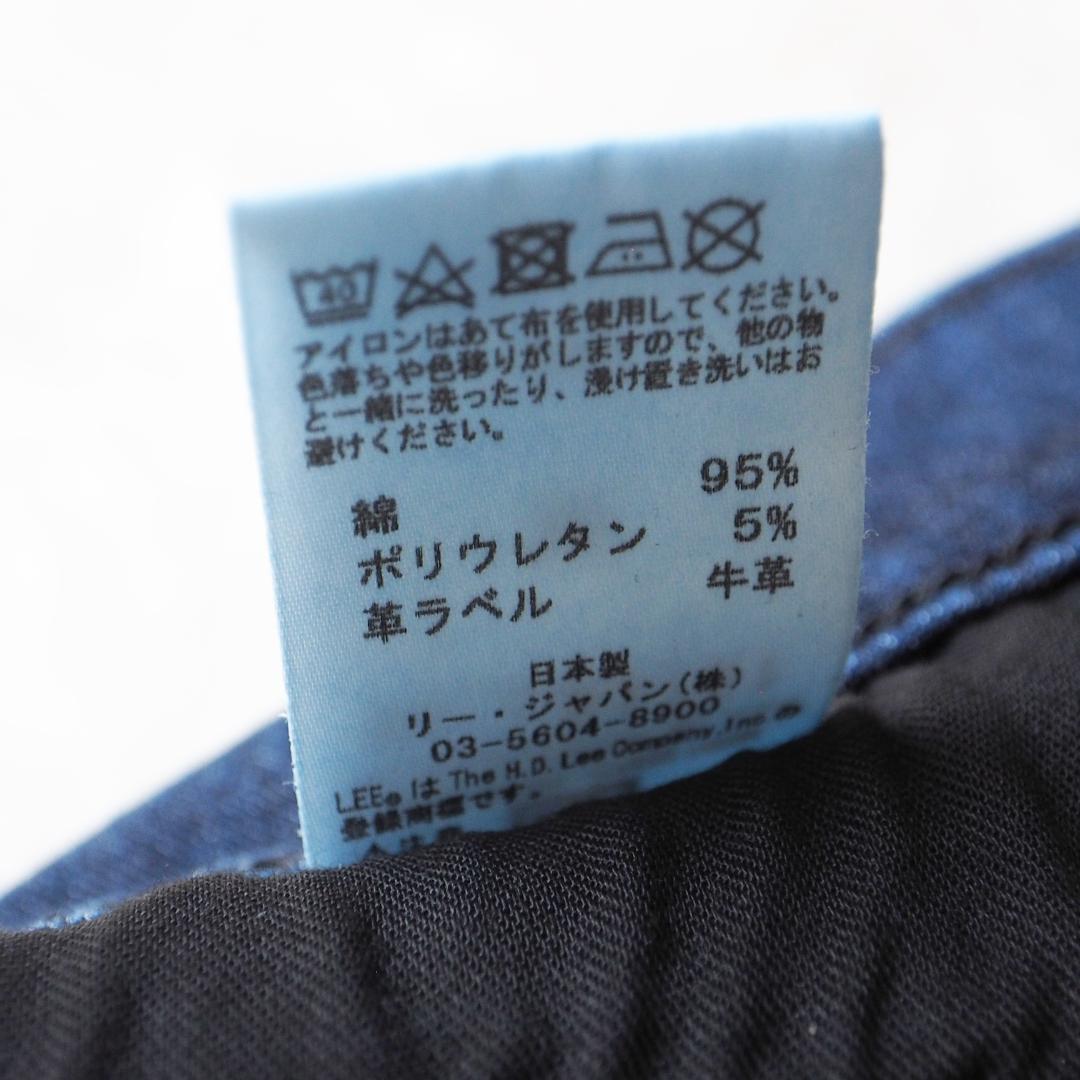 40
アイロンはあて布を使用してください。
色落ちや色移りがしますので、他の物
と一緒に洗ったり、浸け置き洗いはお
避けください。
綿 95%
ポリウレタン 5%
革ラベル 牛革
日本製
リー・ジャパン(株)
03-5604-8900
LEE®は The H.D. Lee Company, Inc. の
登録商標です。